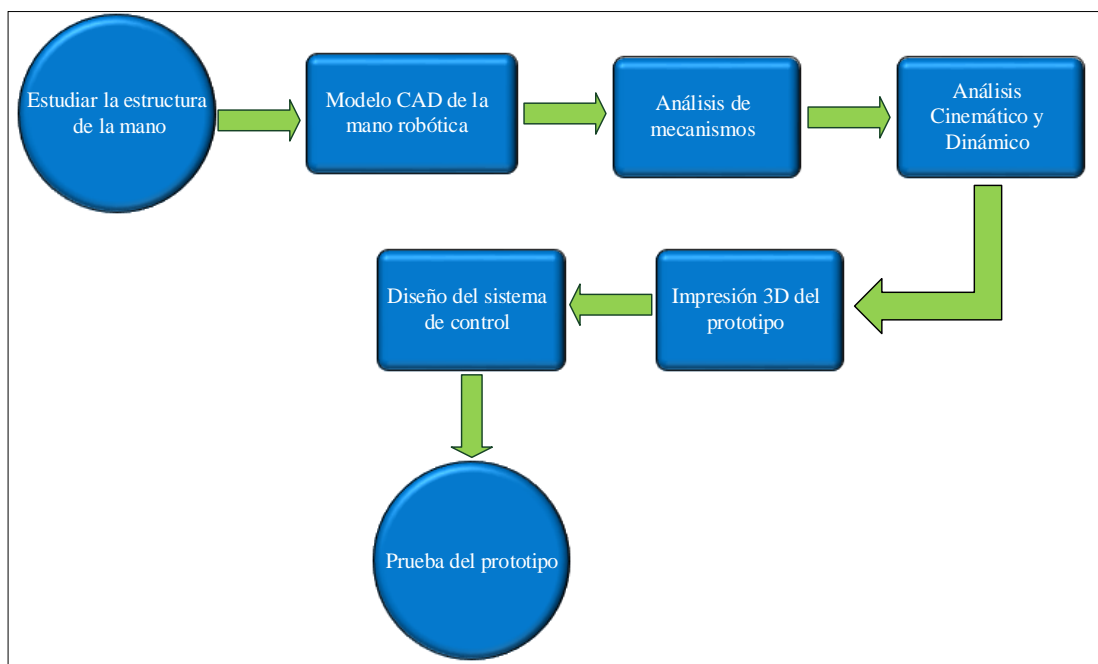 Estudiar la estructura
de la mano
Modelo CAD de la
mano robótica
Análisis de
mecanismos
Análisis
Cinemático y
Dinámico
Impresión 3D del
prototipo
Diseño del sistema
de control
Prueba del prototipo